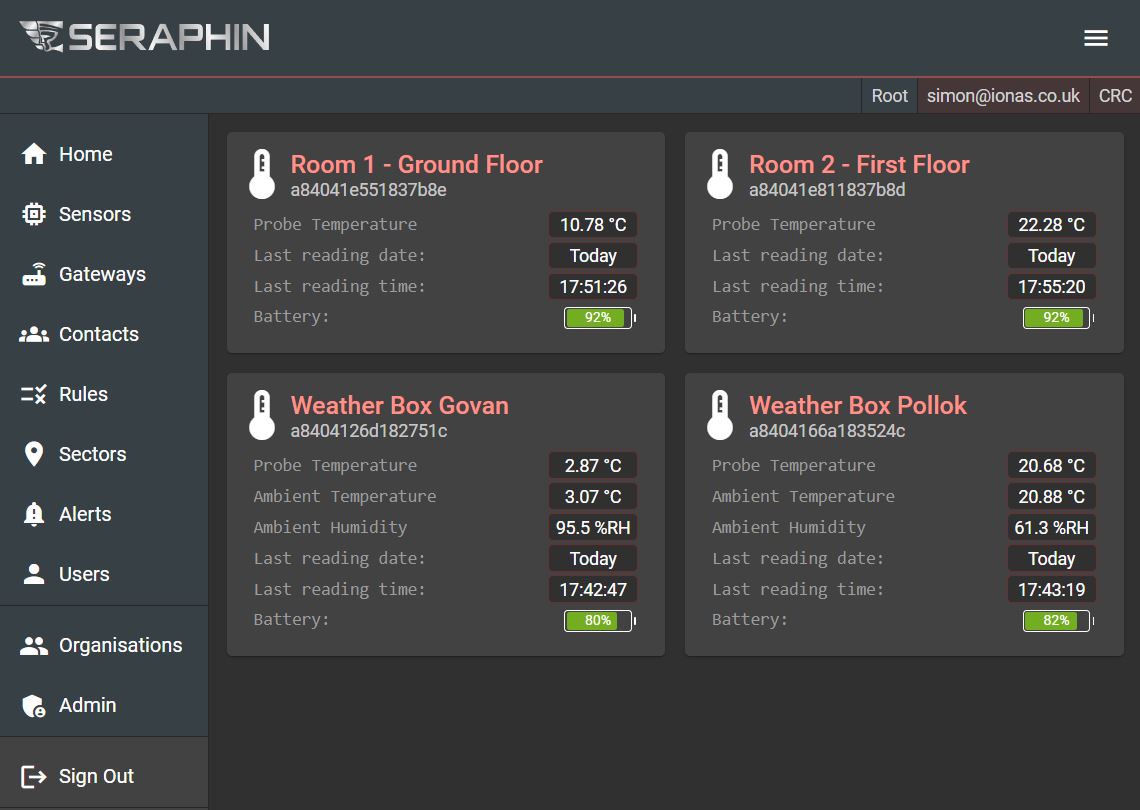 SERAPHIN
Root simon@ionas.co.uk CRC
Home
Sensors
Gateways
Contacts
Rules
Sectors
Alerts
Users
Organisations
Admin
Sign Out
Room 1 - Ground Floor
a84041e551837b8e
Probe Temperature 10.78 °C
Last reading date: Today
Last reading time: 17:51:26
Battery: 92%
Room 2 - First Floor
a84041e811837b8d
Probe Temperature 22.28 °C
Last reading date: Today
Last reading time: 17:55:20
Battery: 92%
Weather Box Govan
a8404126d182751c
Probe Temperature 2.87 °C
Ambient Temperature 3.07 °C
Ambient Humidity 95.5 %RH
Last reading date: Today
Last reading time: 17:42:47
Battery: 80%
Weather Box Pollok
a8404166a183524c
Probe Temperature 20.68 °C
Ambient Temperature 20.88 °C
Ambient Humidity 61.3 %RH
Last reading date: Today
Last reading time: 17:43:19
Battery: 82%